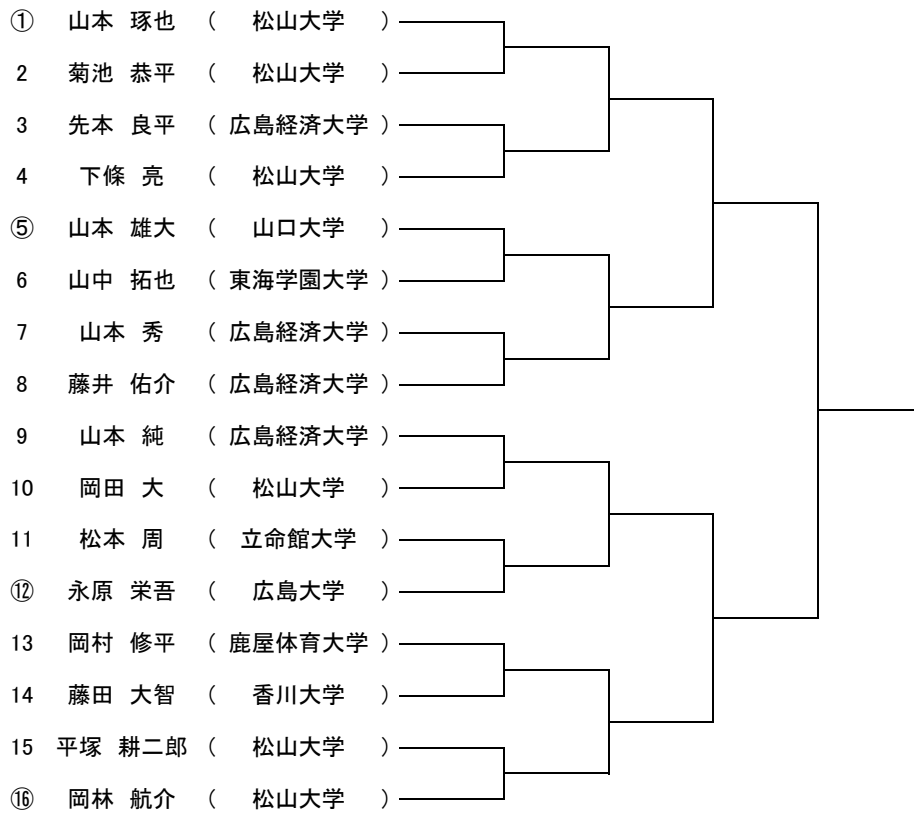 ① 山本 琢也 （ 松山大学 ）
2 菊池 恭平 （ 松山大学 ）
3 先本 良平 （ 広島経済大学 ）
4 下條 亮 （ 松山大学 ）
⑤ 山本 雄大 （ 山口大学 ）
6 山中 拓也 （ 東海学園大学 ）
7 山本 秀 （ 広島経済大学 ）
8 藤井 佑介 （ 広島経済大学 ）
9 山本 純 （ 広島経済大学 ）
10 岡田 大 （ 松山大学 ）
11 松本 周 （ 立命館大学 ）
⑫ 永原 栄吾 （ 広島大学 ）
13 岡村 修平 （ 鹿屋体育大学 ）
14 藤田 大智 （ 香川大学 ）
15 平塚 耕二郎 （ 松山大学 ）
⑯ 岡林 航介 （ 松山大学 ）